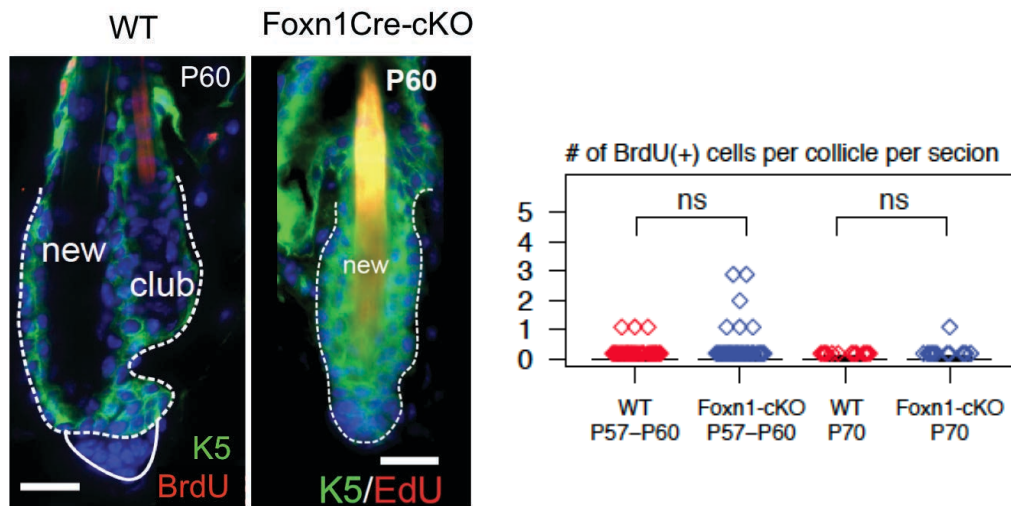 WT
Foxn1Cre-cKO
P60
P60
new
club
new
K5
BrdU
K5/EdU
# of BrdU(+) cells per collicle per secion
ns
ns
5
4
3
2
1
0
WT
P57–P60
Foxn1-cKO
P57–P60
WT
P70
Foxn1-cKO
P70